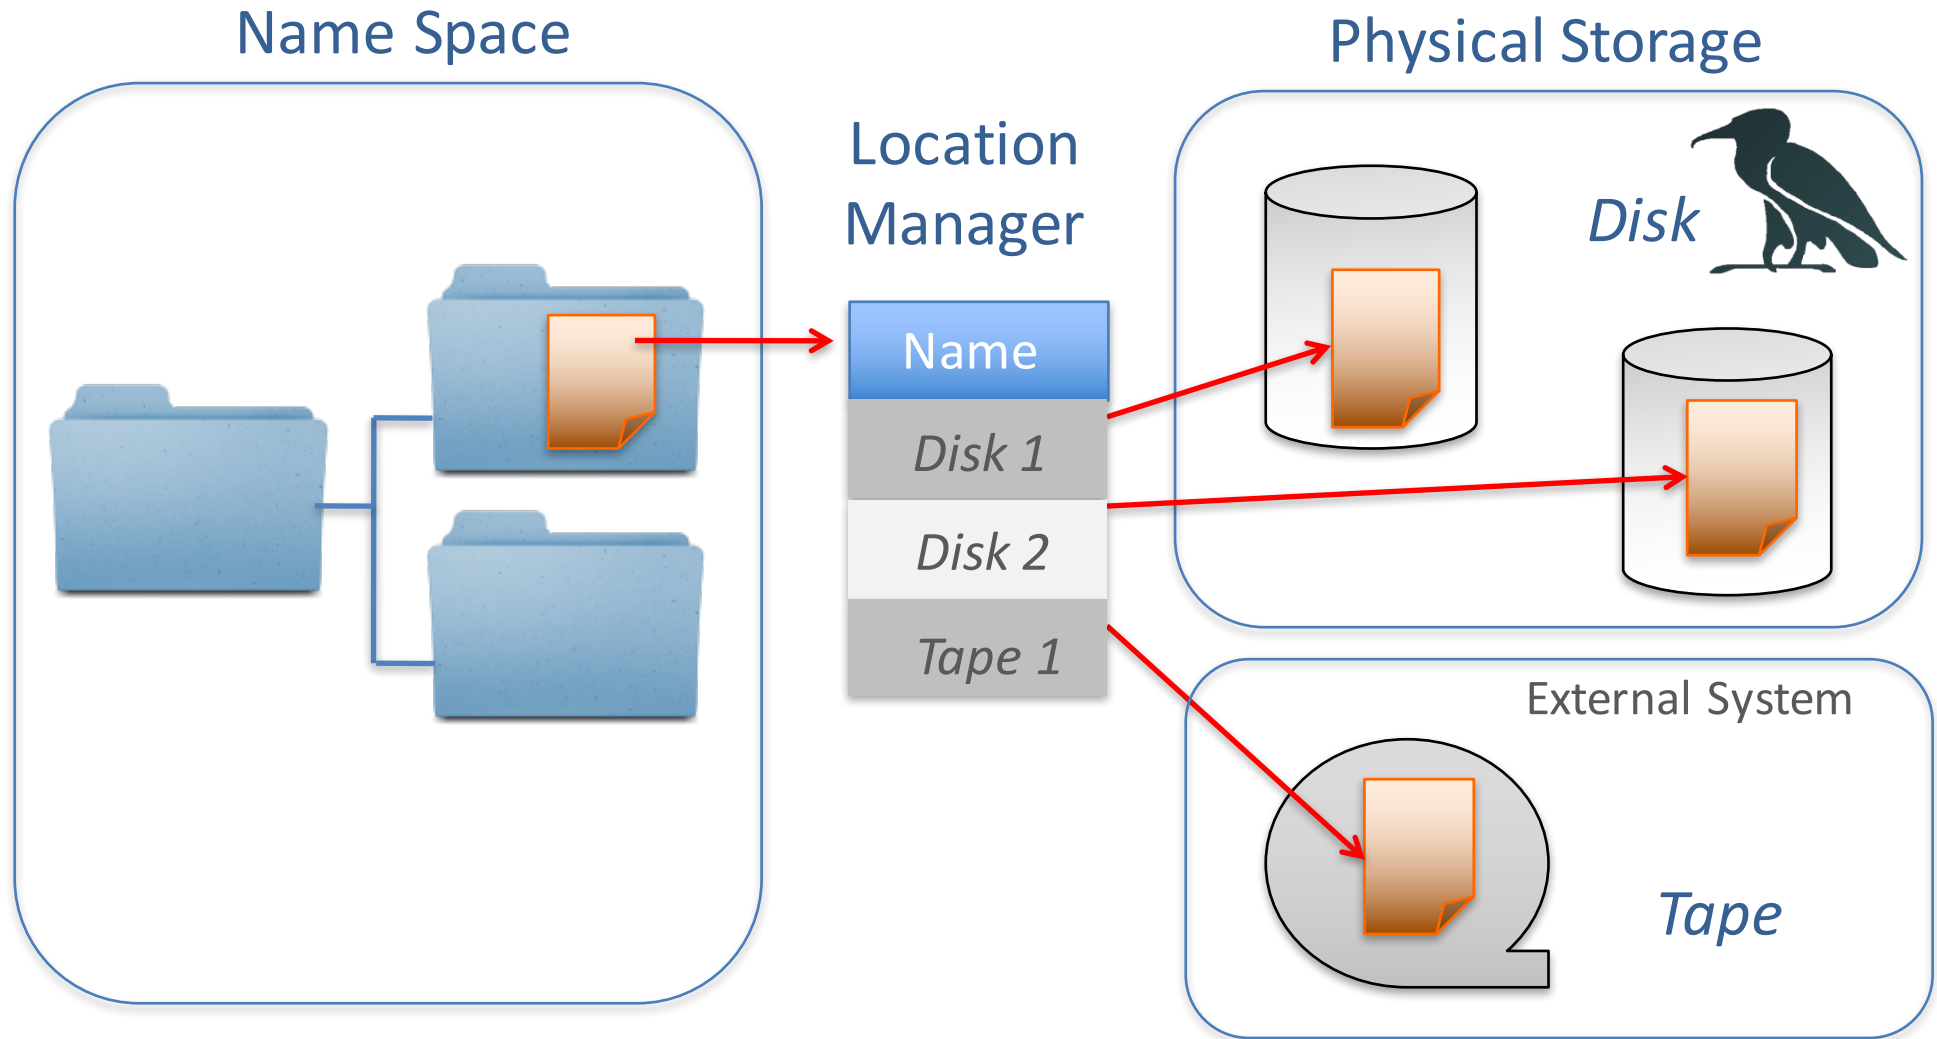 Name Space
Location
Manager
Name
Disk 1
Disk 2
Tape 1
Physical Storage
Disk
External System
Tape